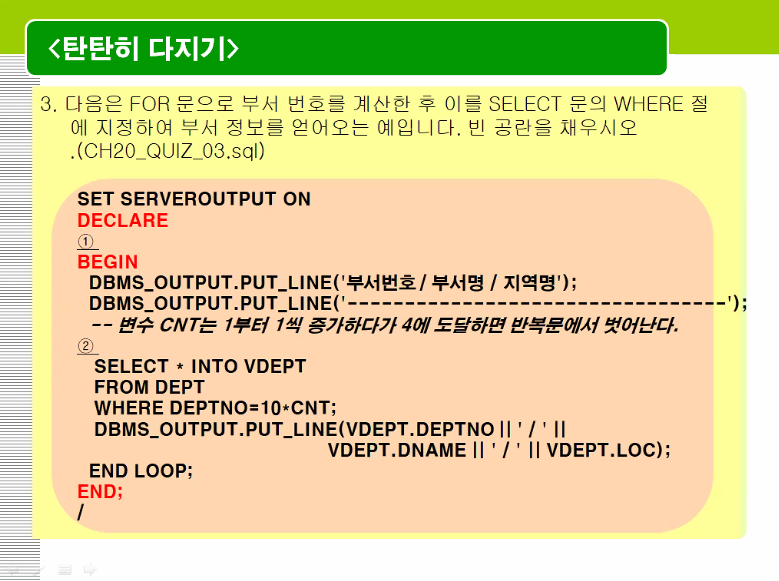 <탄탄히 다지기>
3. 다음은 FOR 문으로 부서 번호를 계산한 후 이를 SELECT 문의 WHERE 절
에 지정하여 부서 정보를 얻어오는 예입니다. 빈 공란을 채우시오
.(CH20_QUIZ_03.sql)
SET SERVEROUTPUT ON
DECLARE
①
BEGIN
DBMS_OUTPUT.PUT_LINE('부서번호 / 부서명 / 지역명');
DBMS_OUTPUT.PUT_LINE('---------------------------------');
-- 변수 CNT는 1부터 1씩 증가하다가 4에 도달하면 반복문에서 벗어난다.
②
SELECT * INTO VDEPT
FROM DEPT
WHERE DEPTNO=10*CNT;
DBMS_OUTPUT.PUT_LINE(VDEPT.DEPTNO || ' / ' ||
VDEPT.DNAME || ' / ' || VDEPT.LOC);
END LOOP;
END;
/